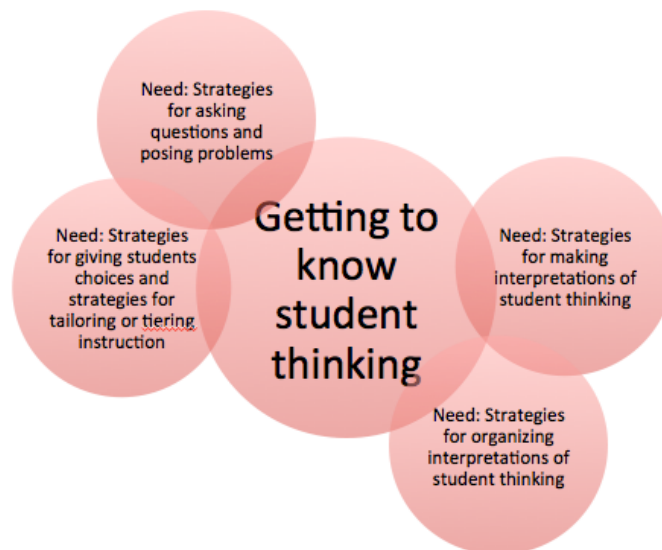 Need: Strategies
for asking
questions and
posing problems
Need: Strategies
for giving students
choices and
strategies for
tailoring or tiering
instruction
Getting to
know
student
thinking
Need: Strategies
for making
interpretations of
student thinking
Need: Strategies
for organizing
interpretations of
student thinking